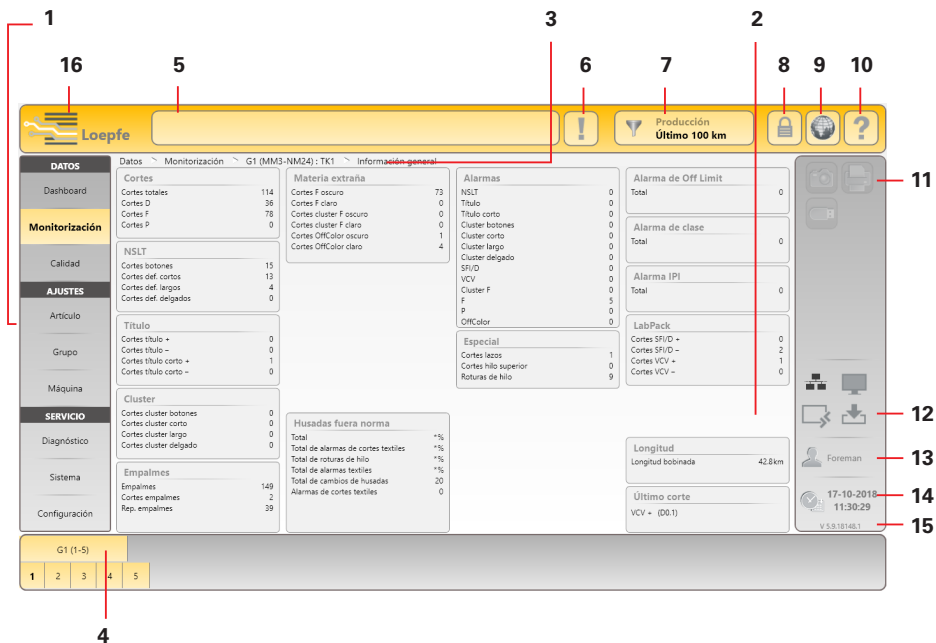 1
3
2
16
5
6
7
8
9
10
Loepfe
!
Producción
Último 100 km
?
DATOS
Dashboard
Monitorización
Calidad
AJUSTES
Artículo
Grupo
Máquina
SERVICIO
Diagnóstico
Sistema
Configuración
Datos > Monitorización > G1 (MM3-NM24) : TK1 > Información general
Cortes
Cortes totales 114
Cortes D 36
Cortes F 78
Cortes P 0
NSLT
Cortes botones 15
Cortes def. cortos 13
Cortes def. largos 4
Cortes def. delgados 0
Título
Cortes título + 0
Cortes título – 0
Cortes título corto + 1
Cortes título corto – 0
Cluster
Cortes cluster botones 0
Cortes cluster corto 0
Cortes cluster largo 0
Cortes cluster delgado 0
Empalmes
Empalmes 149
Cortes empalmes 2
Rep. empalmes 39
Materia extraña
Cortes F oscuro 73
Cortes F claro 0
Cortes cluster F oscuro 0
Cortes cluster F claro 0
Cortes OffColor oscuro 1
Cortes OffColor claro 4
Husadas fuera norma
Total *%
Total de alarmas de cortes textiles *%
Total de roturas de hilo *%
Total de alarmas textiles *%
Total de cambios de husadas 20
Alarmas de cortes textiles 0
Alarmas
NSLT 0
Título 0
Título corto 0
Cluster botones 0
Cluster corto 0
Cluster largo 0
Cluster delgado 0
SFI/D 0
VCV 0
Cluster F 0
F 5
P 0
OffColor 0
Especial
Cortes lazos 1
Cortes hilo superior 0
Roturas de hilo 9
Alarma de Off Limit
Total 0
Alarma de clase
Total 0
Alarma IPI
Total 0
LabPack
Cortes SFI/D + 0
Cortes SFI/D – 2
Cortes VCV + 1
Cortes VCV – 0
Longitud
Longitud bobinada 42.8km
Último corte
VCV + (D0.1)
11
12
Foreman
13
17-10-2018
11:30:29
14
V 5.9.18148.1
15
G1 (1-5)
1 2 3 4 5
4